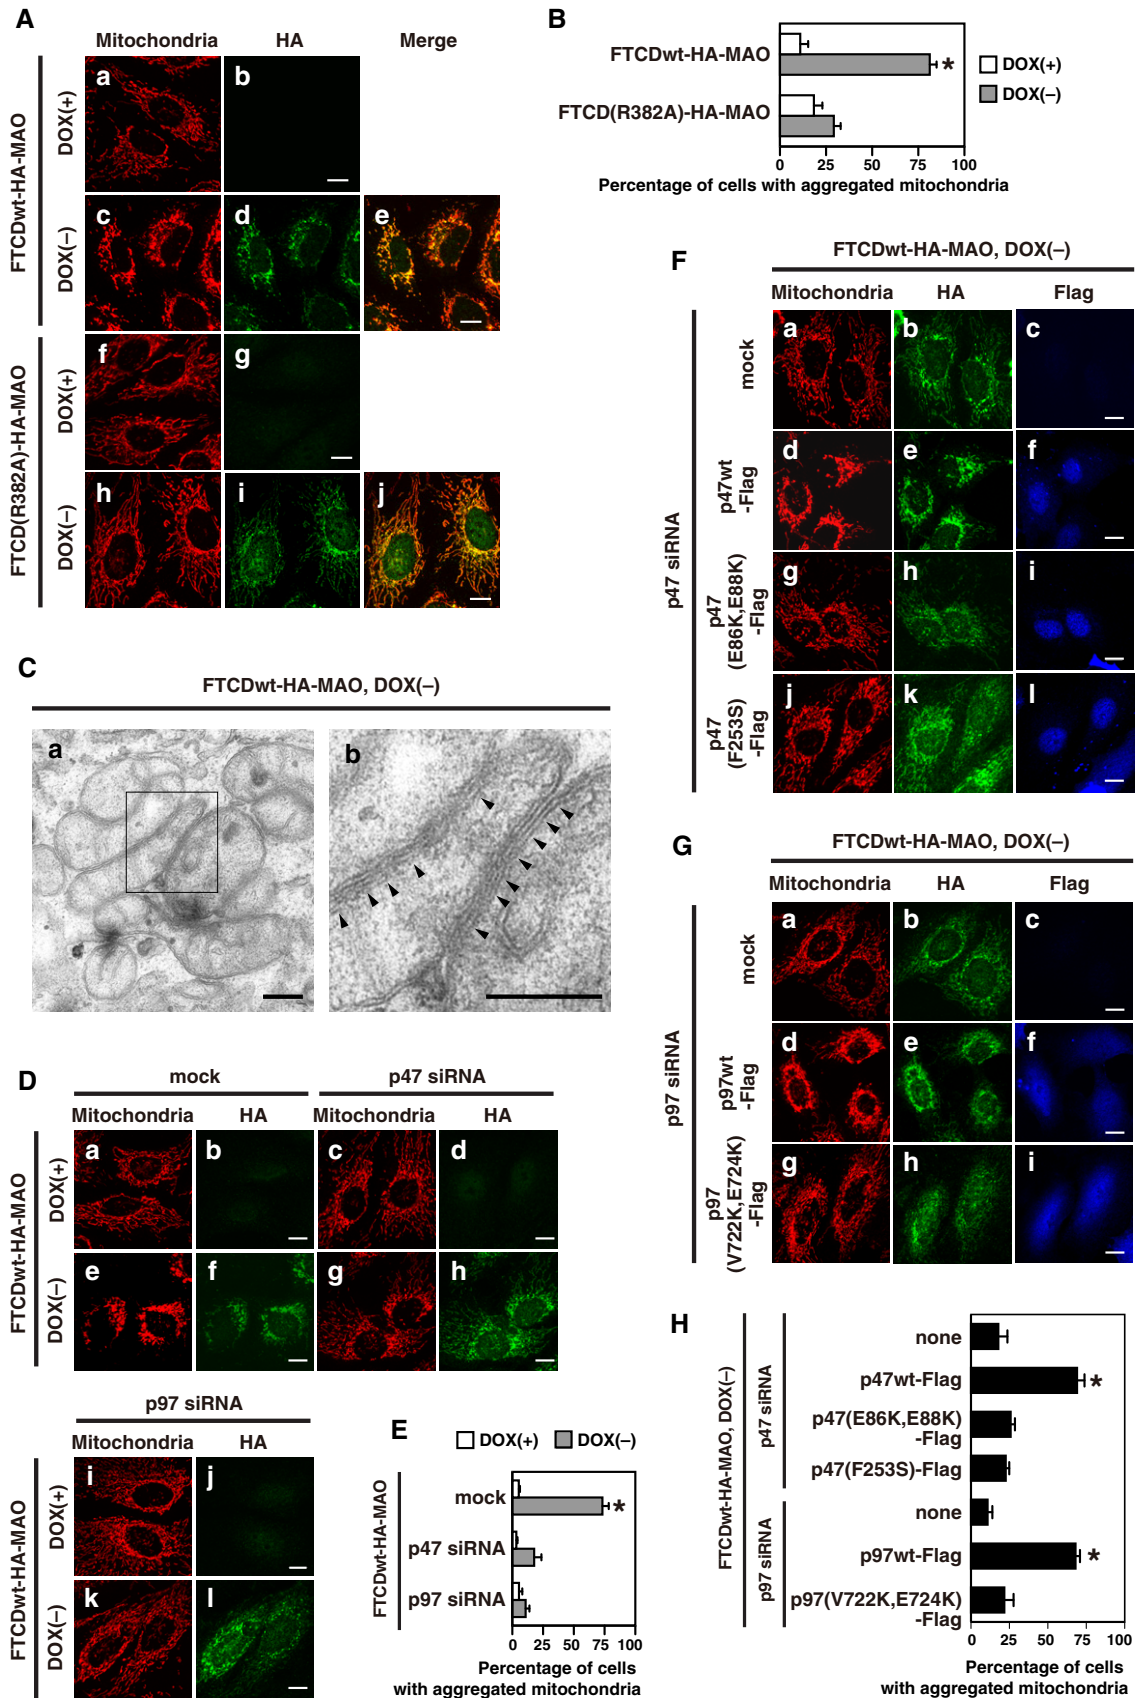 A
Mitochondria HA Merge
FTCDwt-HA-MAO
DOX(+)
a b
DOX(–)
c d e
FTCD(R382A)-HA-MAO
DOX(+)
f g
DOX(–)
h i j
B
FTCDwt-HA-MAO
*
FTCD(R382A)-HA-MAO
DOX(+)
DOX(–)
0 25 50 75 100
Percentage of cells with aggregated mitochondria
C
FTCDwt-HA-MAO, DOX(–)
a b
D
mock p47 siRNA
Mitochondria HA Mitochondria HA
FTCDwt-HA-MAO
DOX(+)
a b c d
DOX(–)
e f g h
p97 siRNA
Mitochondria HA
FTCDwt-HA-MAO
DOX(+)
i j
DOX(–)
k l
E
DOX(+) DOX(–)
FTCDwt-HA-MAO
mock
*
p47 siRNA
p97 siRNA
0 25 50 75 100
Percentage of cells
with aggregated mitochondria
F
FTCDwt-HA-MAO, DOX(–)
Mitochondria HA Flag
p47 siRNA
mock
a b c
p47wt
-Flag
d e f
p47
(E86K,E88K)
-Flag
g h i
p47
(F253S)
-Flag
j k l
G
FTCDwt-HA-MAO, DOX(–)
Mitochondria HA Flag
p97 siRNA
mock
a b c
p97wt
-Flag
d e f
p97
(V722K,E724K)
-Flag
g h i
H
FTCDwt-HA-MAO, DOX(–)
p47 siRNA
none
p47wt-Flag
*
p47(E86K,E88K)
-Flag
p47(F253S)-Flag
p97 siRNA
none
p97wt-Flag
*
p97(V722K,E724K)
-Flag
0 25 50 75 100
Percentage of cells
with aggregated mitochondria